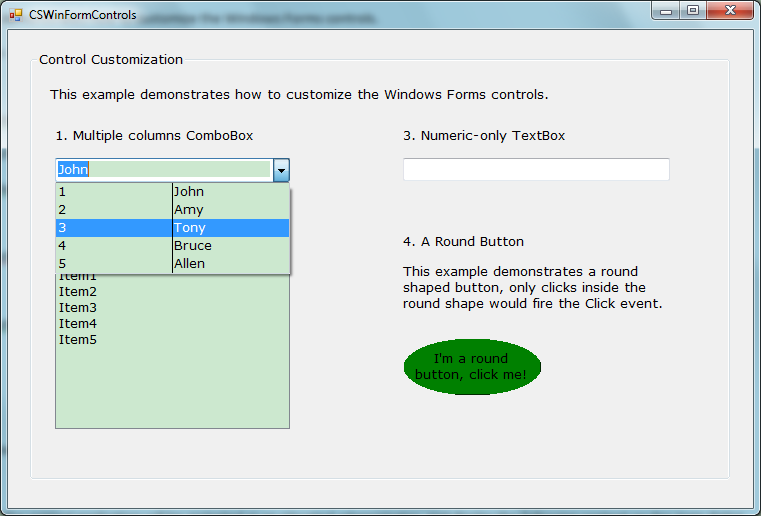 CSWinFormControls
Control Customization
This example demonstrates how to customize the Windows Forms controls.
1. Multiple columns ComboBox
John
1 John
2 Amy
3 Tony
4 Bruce
5 Allen
Item1
Item2
Item3
Item4
Item5
3. Numeric-only TextBox
4. A Round Button
This example demonstrates a round
shaped button, only clicks inside the
round shape would fire the Click event.
I'm a round
button, click me!